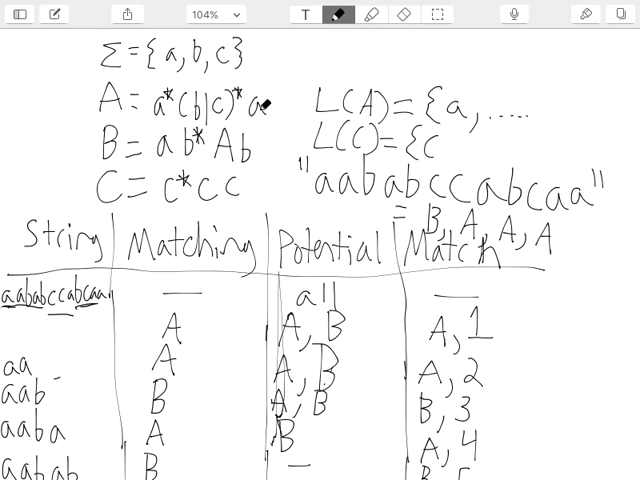 104%
T
Σ = {a, b, c}
A = a*(b|c)*a
L(A) = {a, .....
B = ab*Ab
L(C) = {c
C = c*cc
"aababccabcaa"
= B, A, A, A
String Matching Potential Match
aababccabcaa — all —
A A, B A, 1
aa A A, B A, 2
aab B A, B B, 3
aaba A B A, 4
aabab B — B, 5